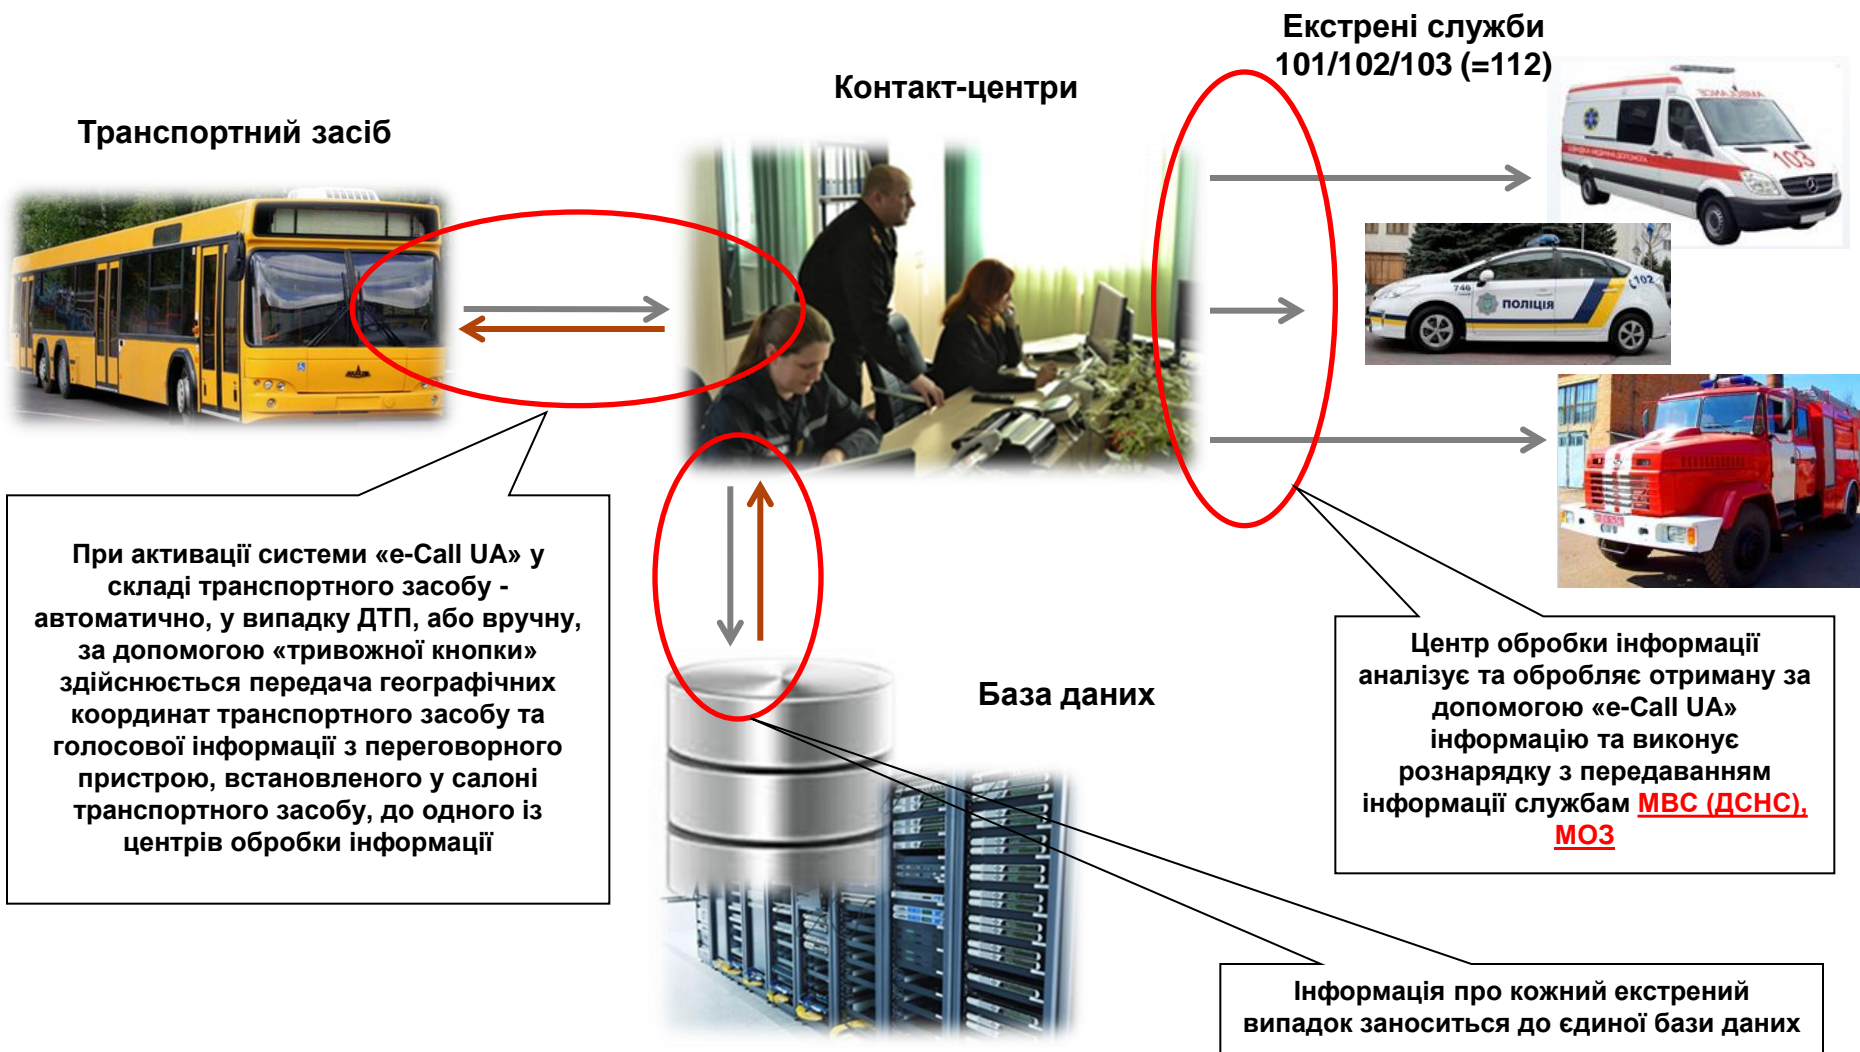 Екстрені служби
101/102/103 (=112)
Контакт-центри
Транспортний засіб
103
102
746
ПОЛІЦІЯ
При активації системи «e-Call UA» у
складі транспортного засобу -
автоматично, у випадку ДТП, або вручну,
за допомогою «тривожної кнопки»
здійснюється передача географічних
координат транспортного засобу та
голосової інформації з переговорного
пристрою, встановленого у салоні
транспортного засобу, до одного із
центрів обробки інформації
База даних
Центр обробки інформації
аналізує та обробляє отриману за
допомогою «e-Call UA»
інформацію та виконує
рознарядку з передаванням
інформації службам МВС (ДСНС),
МОЗ
Інформація про кожний екстрений
випадок заноситься до єдиної бази даних